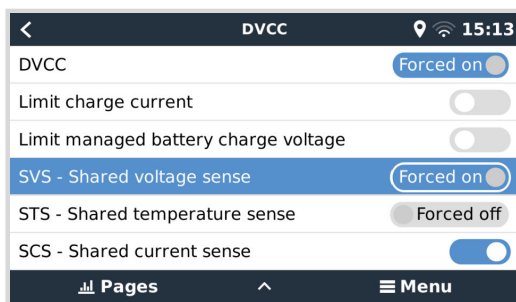 DVCC 15:13
DVCC Forced on
Limit charge current
Limit managed battery charge voltage
SVS - Shared voltage sense Forced on
STS - Shared temperature sense Forced off
SCS - Shared current sense
Pages Menu